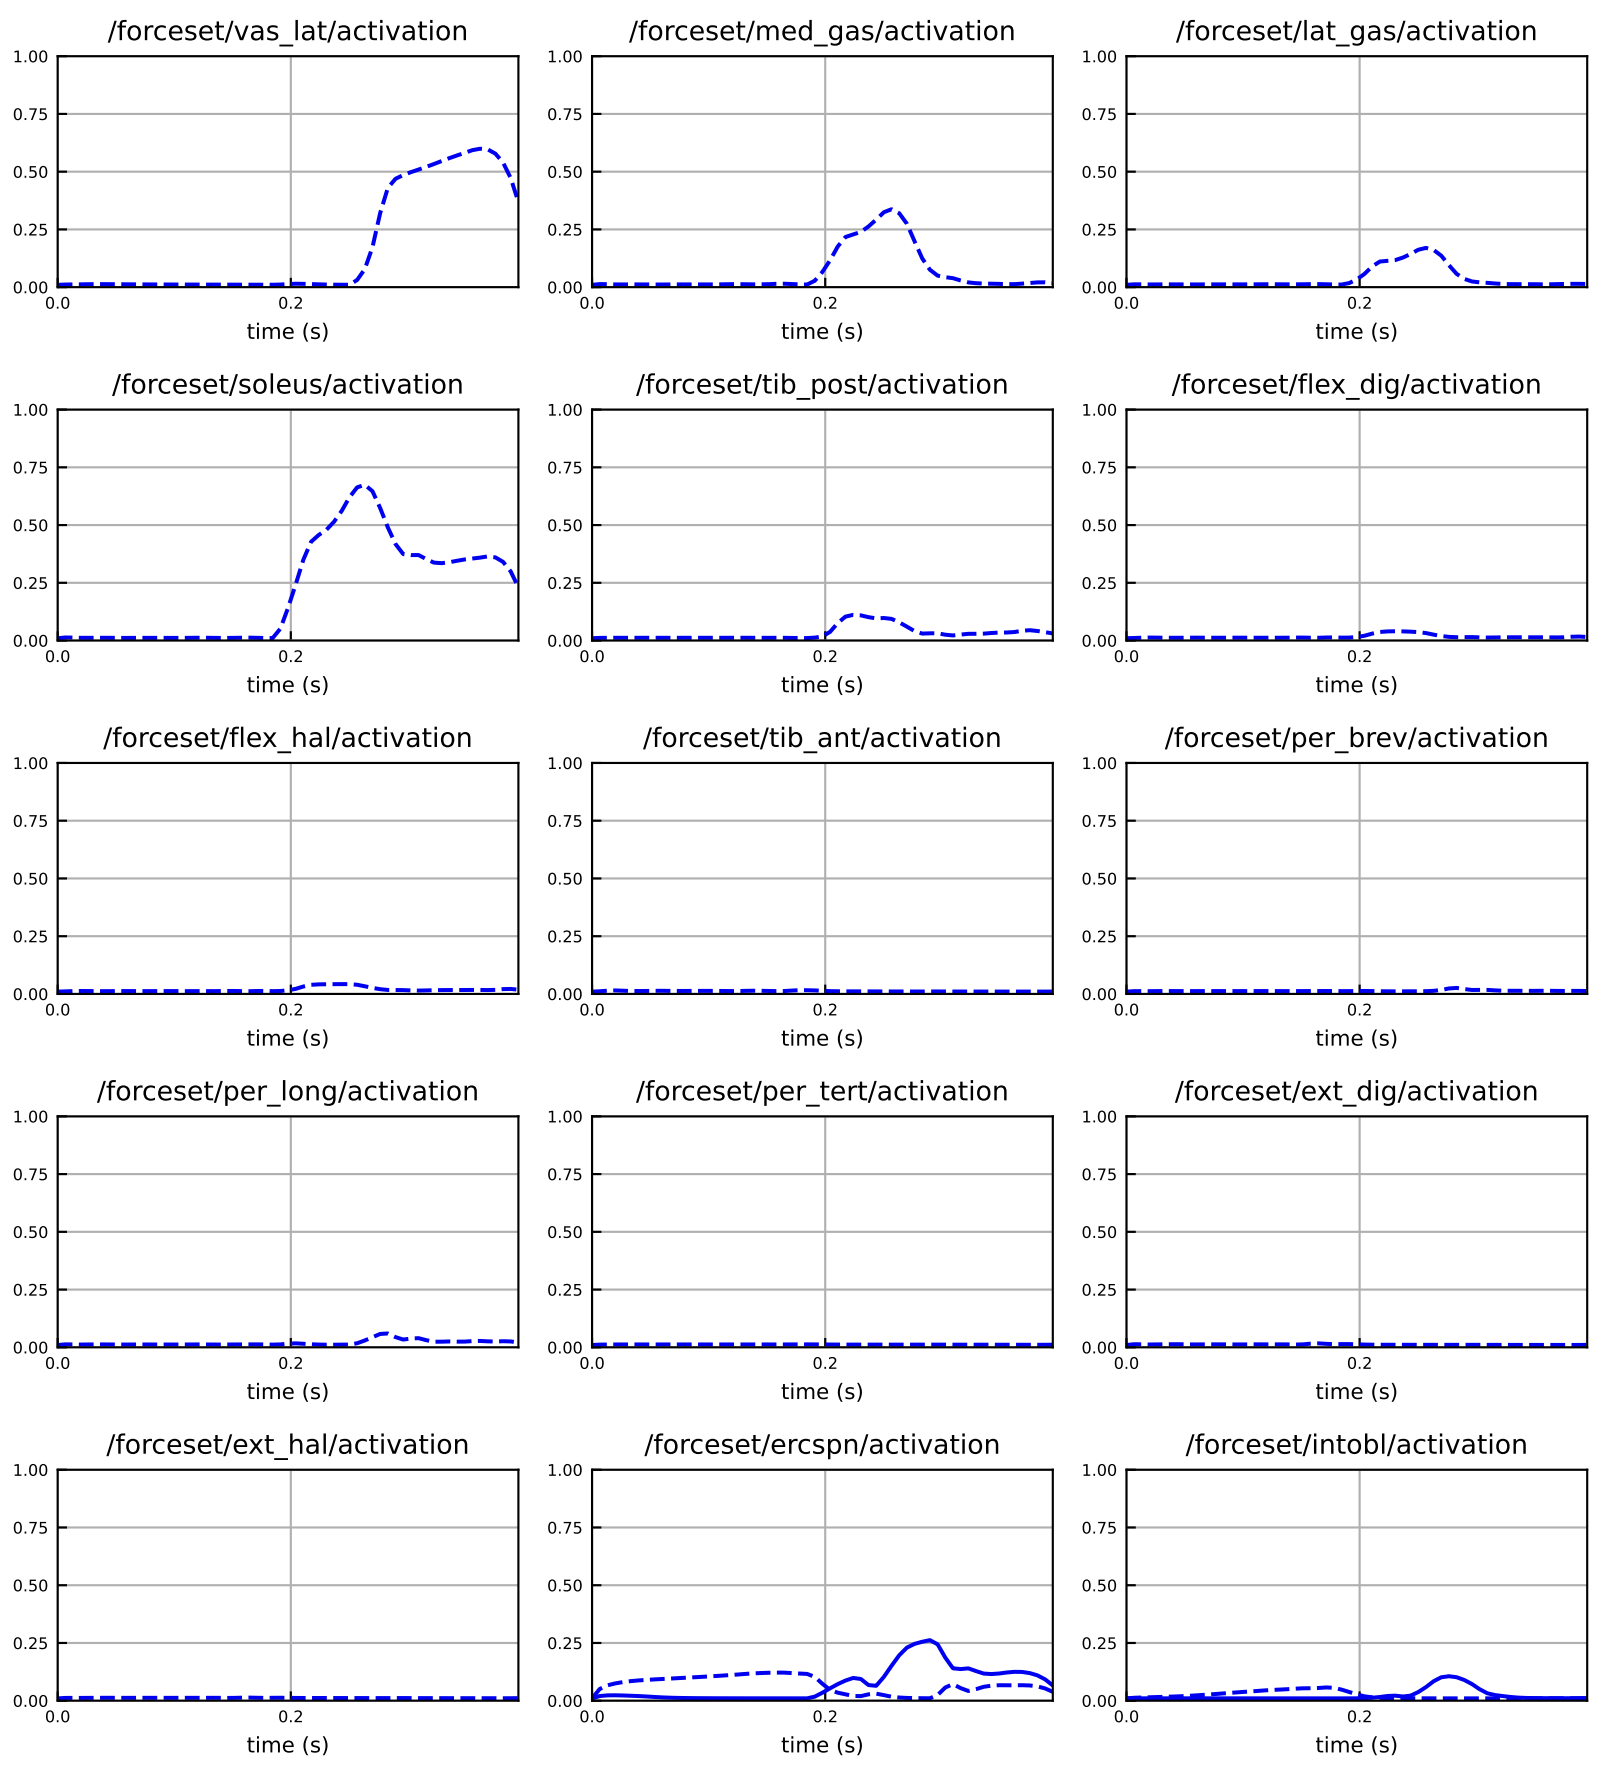 /forceset/vas_lat/activation /forceset/med_gas/activation /forceset/lat_gas/activation
1.00 1.00 1.00
0.75 0.75 0.75
0.50 0.50 0.50
0.25 0.25 0.25
0.00 0.00 0.00
0.0 0.2 0.0 0.2 0.0 0.2
time (s) time (s) time (s)
/forceset/soleus/activation /forceset/tib_post/activation /forceset/flex_dig/activation
1.00 1.00 1.00
0.75 0.75 0.75
0.50 0.50 0.50
0.25 0.25 0.25
0.00 0.00 0.00
0.0 0.2 0.0 0.2 0.0 0.2
time (s) time (s) time (s)
/forceset/flex_hal/activation /forceset/tib_ant/activation /forceset/per_brev/activation
1.00 1.00 1.00
0.75 0.75 0.75
0.50 0.50 0.50
0.25 0.25 0.25
0.00 0.00 0.00
0.0 0.2 0.0 0.2 0.0 0.2
time (s) time (s) time (s)
/forceset/per_long/activation /forceset/per_tert/activation /forceset/ext_dig/activation
1.00 1.00 1.00
0.75 0.75 0.75
0.50 0.50 0.50
0.25 0.25 0.25
0.00 0.00 0.00
0.0 0.2 0.0 0.2 0.0 0.2
time (s) time (s) time (s)
/forceset/ext_hal/activation /forceset/ercspn/activation /forceset/intobl/activation
1.00 1.00 1.00
0.75 0.75 0.75
0.50 0.50 0.50
0.25 0.25 0.25
0.00 0.00 0.00
0.0 0.2 0.0 0.2 0.0 0.2
time (s) time (s) time (s)